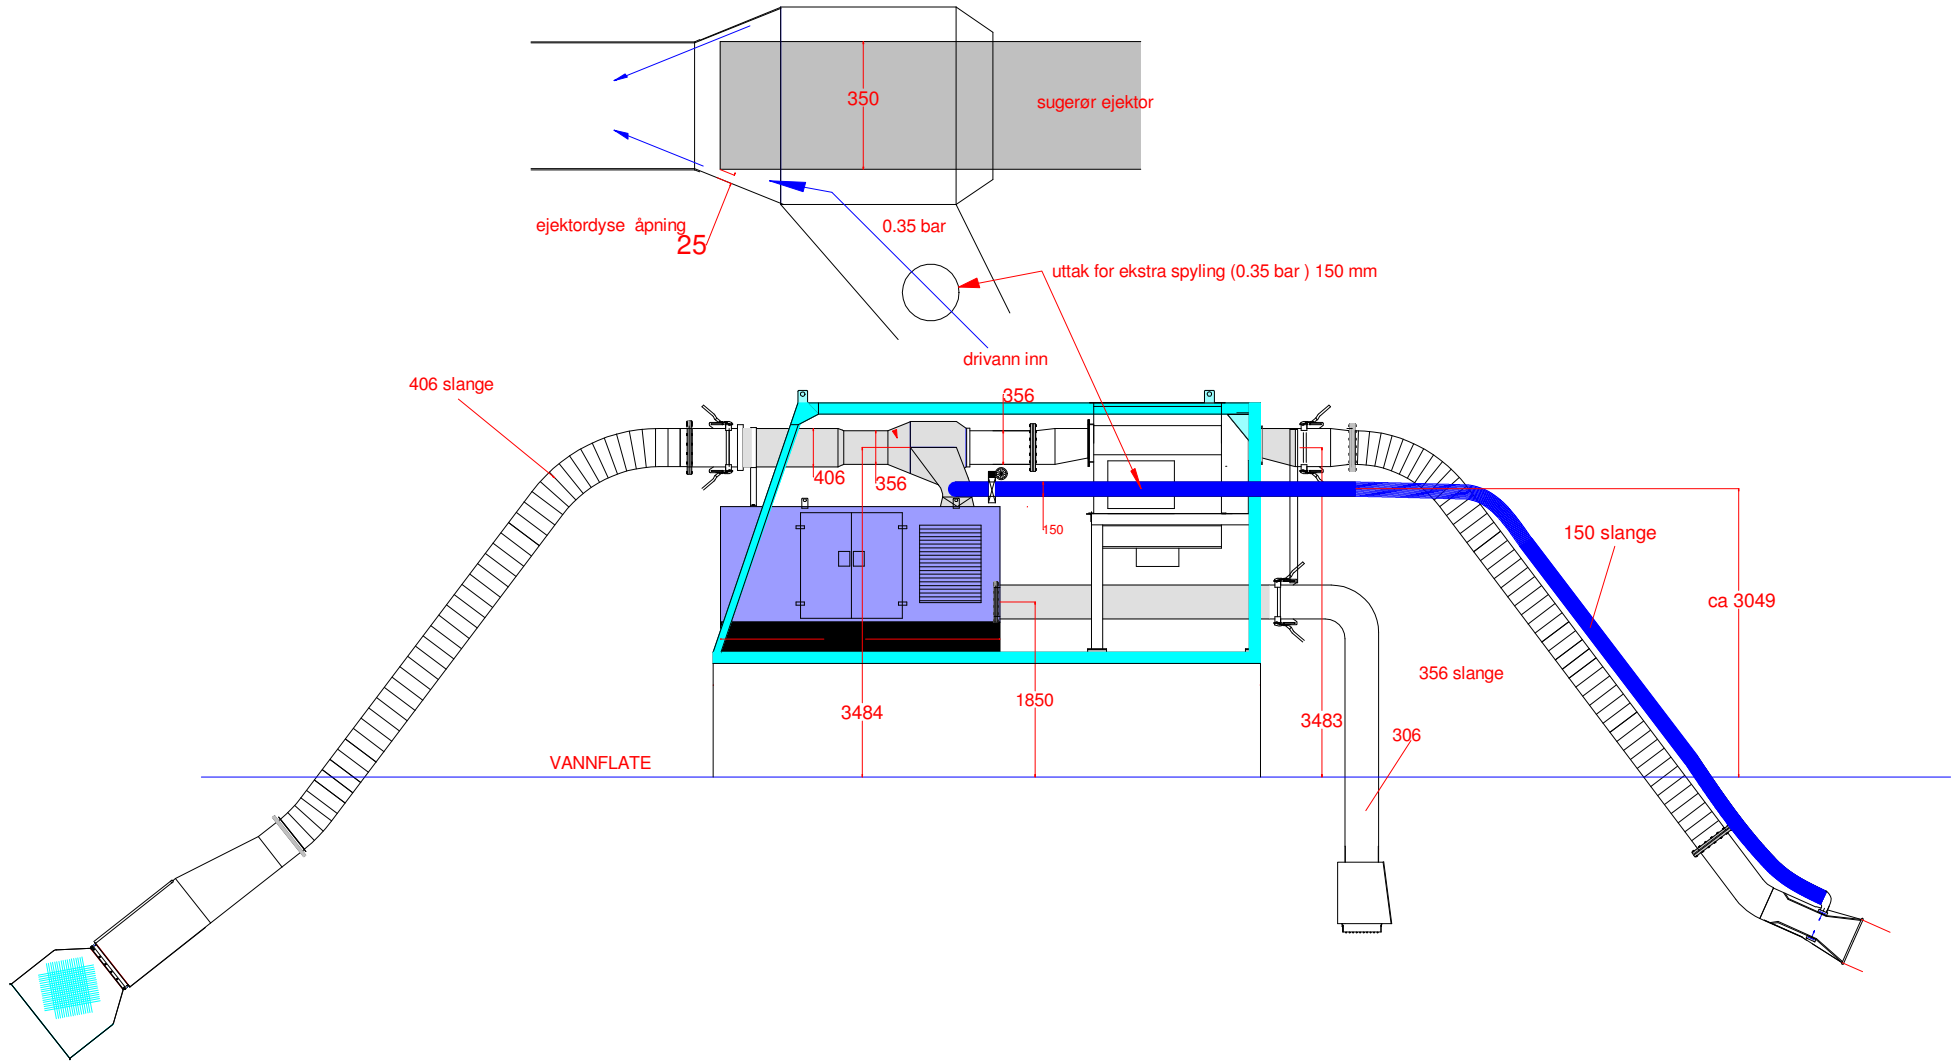 350
sugerør ejektor
ejektordyse åpning
25
0.35 bar
uttak for ekstra spyling (0.35 bar ) 150 mm
drivann inn
406 slange
356
406
356
150
150 slange
ca 3049
356 slange
1850
3484
3483
306
VANNFLATE